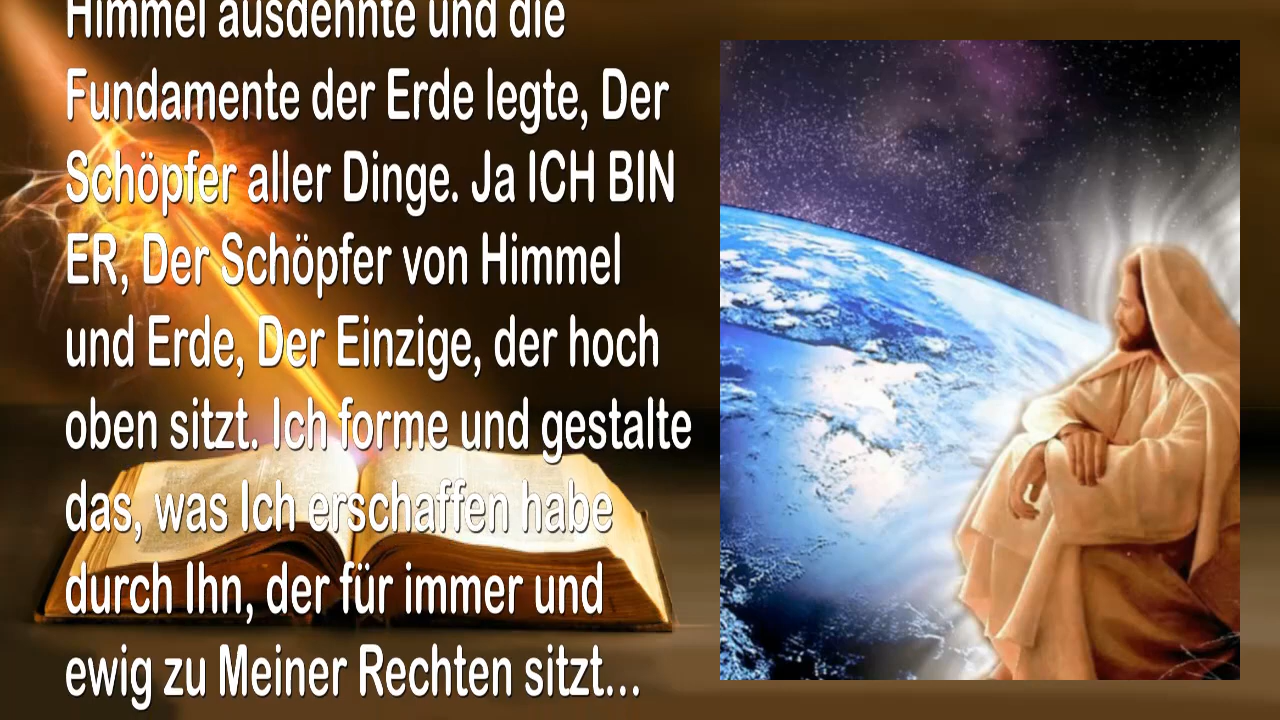 Himmel ausdehnte und die
Fundamente der Erde legte, Der
Schöpfer aller Dinge. Ja ICH BIN
ER, Der Schöpfer von Himmel
und Erde, Der Einzige, der hoch
oben sitzt. Ich forme und gestalte
das, was Ich erschaffen habe
durch Ihn, der für immer und
ewig zu Meiner Rechten sitzt...